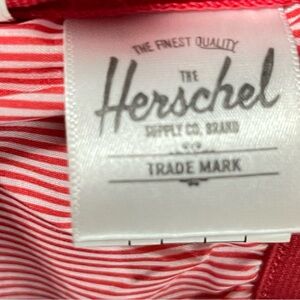 THE FINEST QUALITY
THE
Herschel
SUPPLY CO. BRAND
TRADE MARK